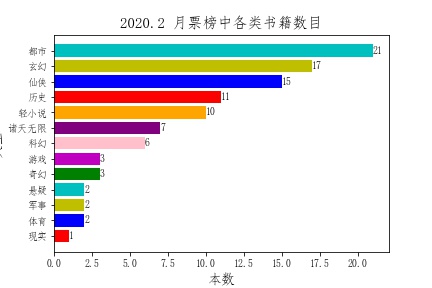 2020.2 月票榜中各类书籍数目
都市 21
玄幻 17
仙侠 15
历史 11
轻小说 10
诸天无限 7
科幻 6
游戏 3
奇幻 3
悬疑 2
军事 2
体育 2
现实 1
0.0 2.5 5.0 7.5 10.0 12.5 15.0 17.5 20.0
本数